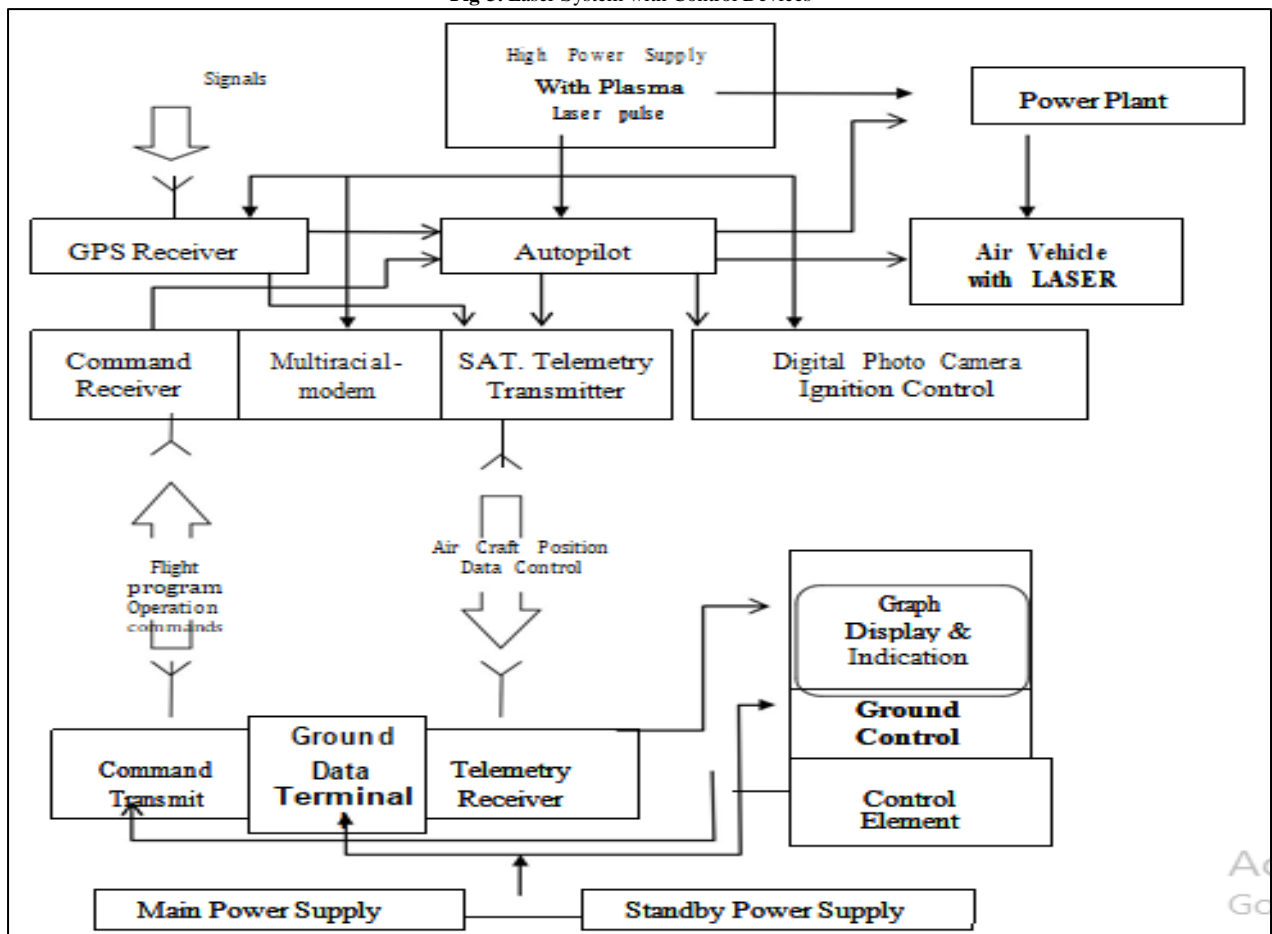 Fig 3. Laser System with Control Devices
Signals
High Power Supply
With Plasma
Laser pulse
Power Plant
GPS Receiver
Autopilot
Air Vehicle
with LASER
Command
Receiver
Multiracial-
modem
SAT. Telemetry
Transmitter
Digital Photo Camera
Ignition Control
Flight
program
Operation
commands
Air Craft Position
Data Control
Graph
Display &
Indication
Ground
Control
Control
Element
Command
Transmit
Ground
Data
Terminal
Telemetry
Receiver
Main Power Supply
Standby Power Supply